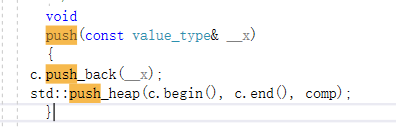 void
push(const value_type& __x)
{
c.push_back(__x);
std::push_heap(c.begin(), c.end(), comp);
}